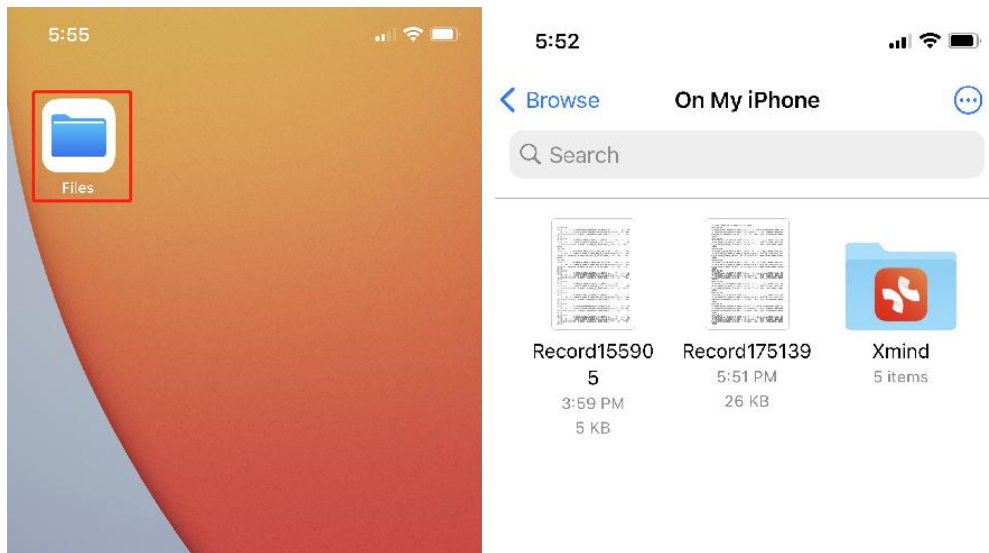 5:55
Files
5:52
Browse
On My iPhone
Search
Record15590
5
3:59 PM
5 KB
Record175139
5:51 PM
26 KB
Xmind
5 items